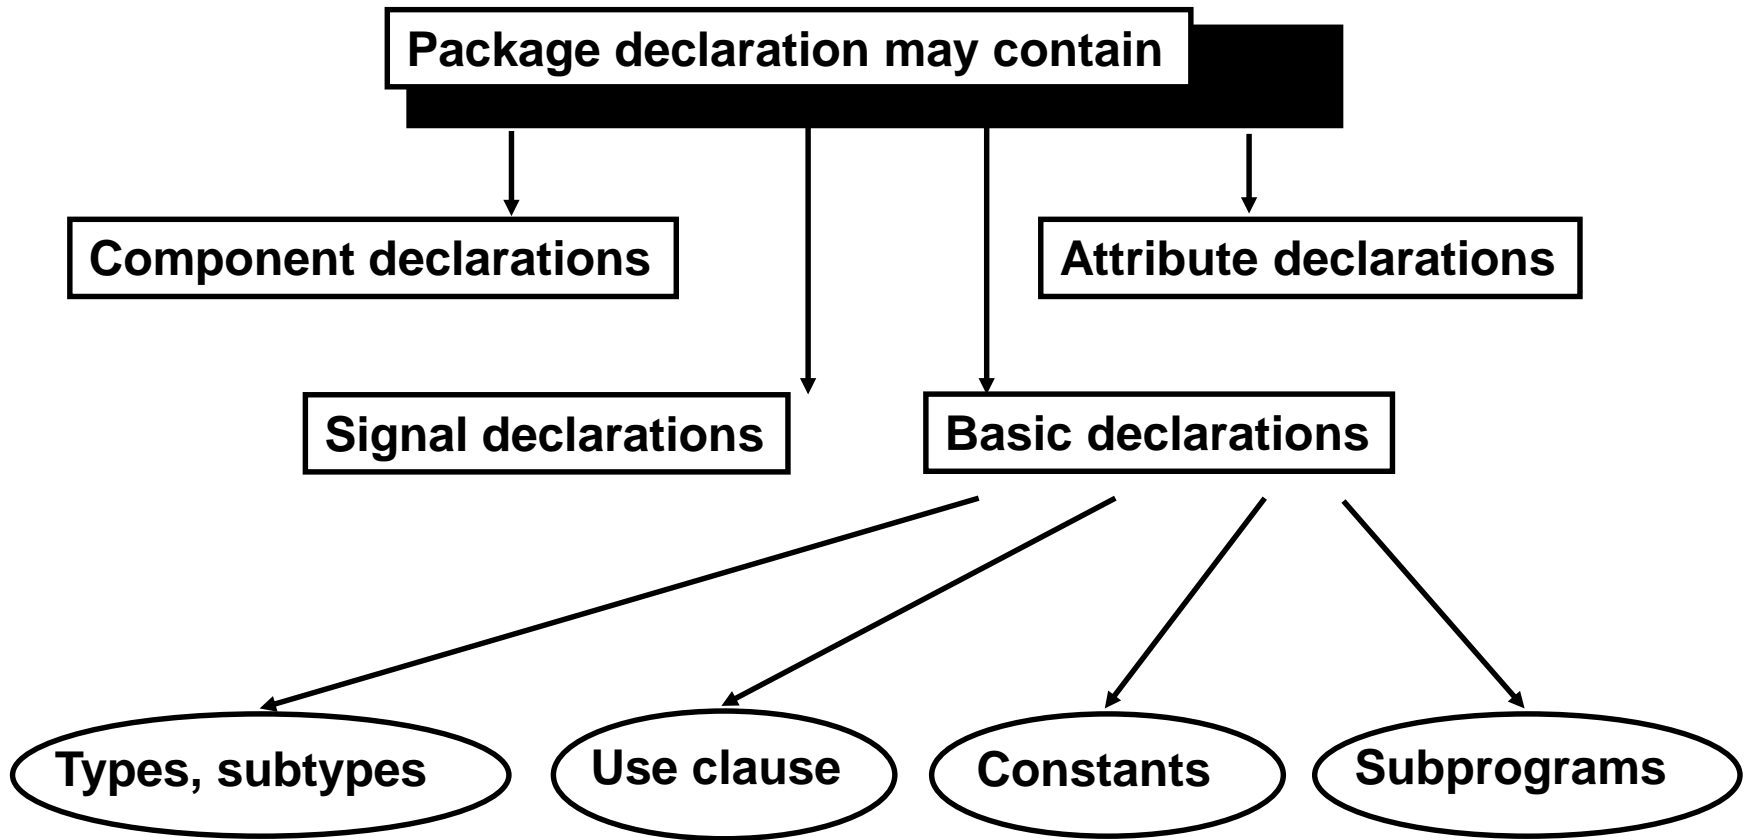 Package declaration may contain
Component declarations
Attribute declarations
Signal declarations
Basic declarations
Types, subtypes
Use clause
Constants
Subprograms